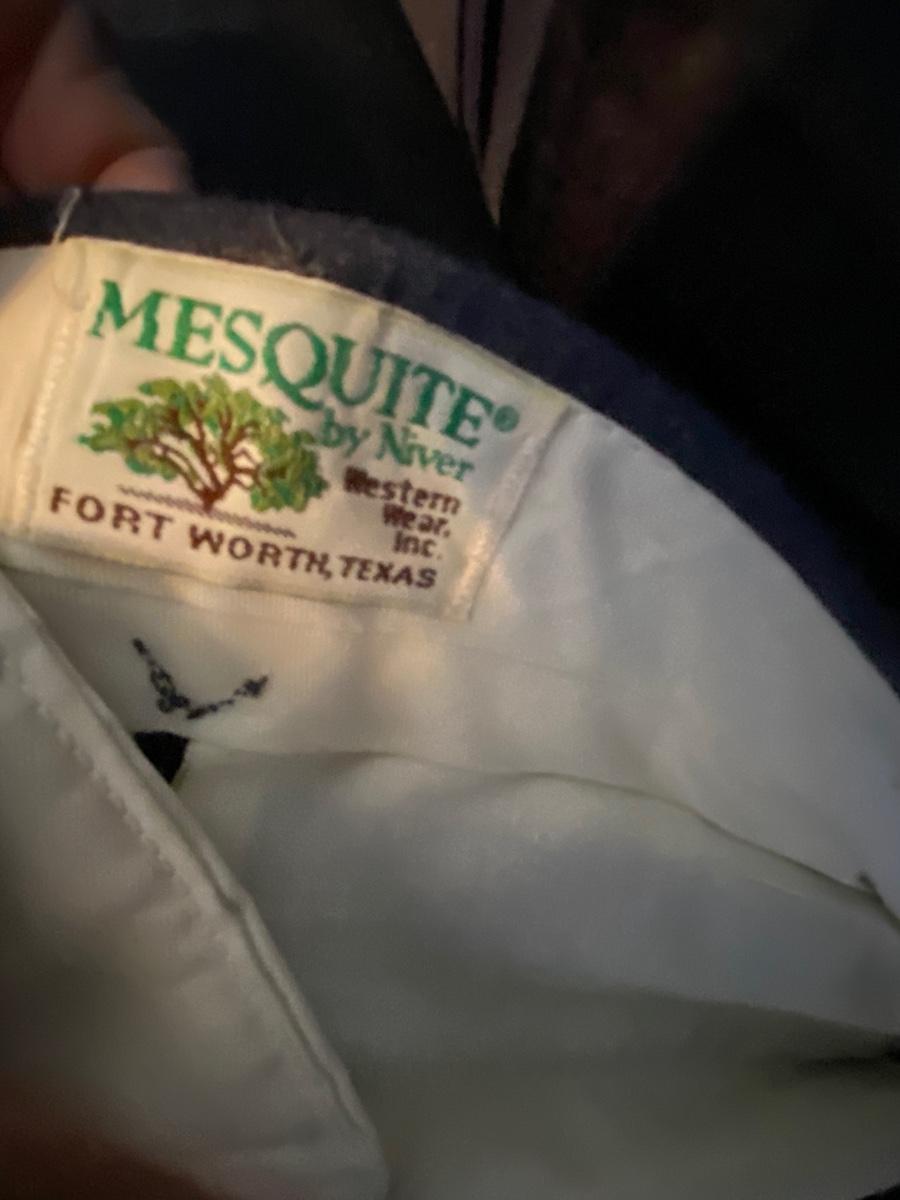 MESQUITE®
by Niver
Western
Wear,
Inc.
FORT WORTH, TEXAS